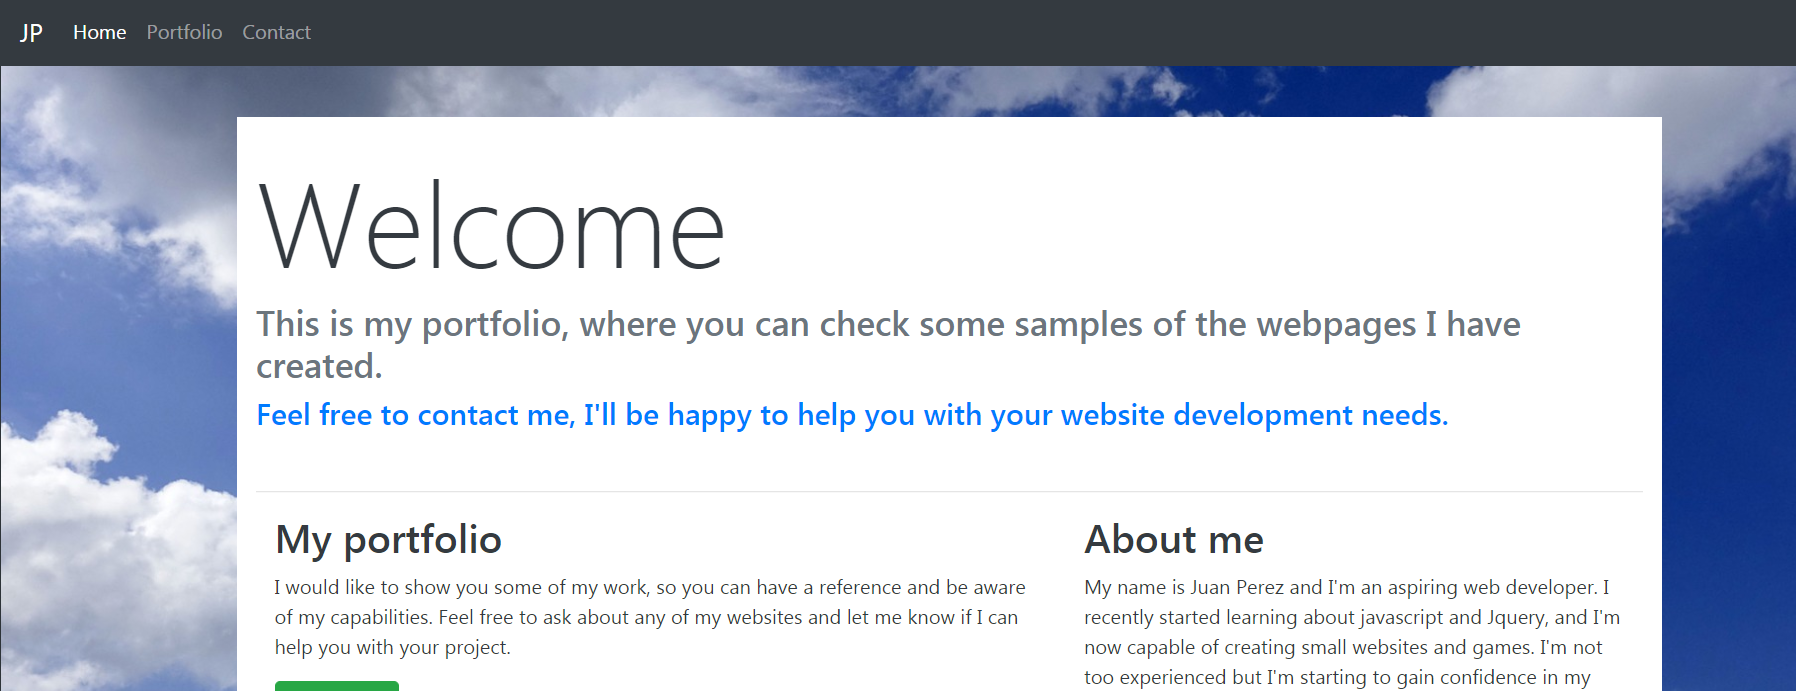 JP Home Portfolio Contact
Welcome
This is my portfolio, where you can check some samples of the webpages I have
created.
Feel free to contact me, I'll be happy to help you with your website development needs.
My portfolio
I would like to show you some of my work, so you can have a reference and be aware
of my capabilities. Feel free to ask about any of my websites and let me know if I can
help you with your project.
About me
My name is Juan Perez and I'm an aspiring web developer. I
recently started learning about javascript and Jquery, and I'm
now capable of creating small websites and games. I'm not
too experienced but I'm starting to gain confidence in my